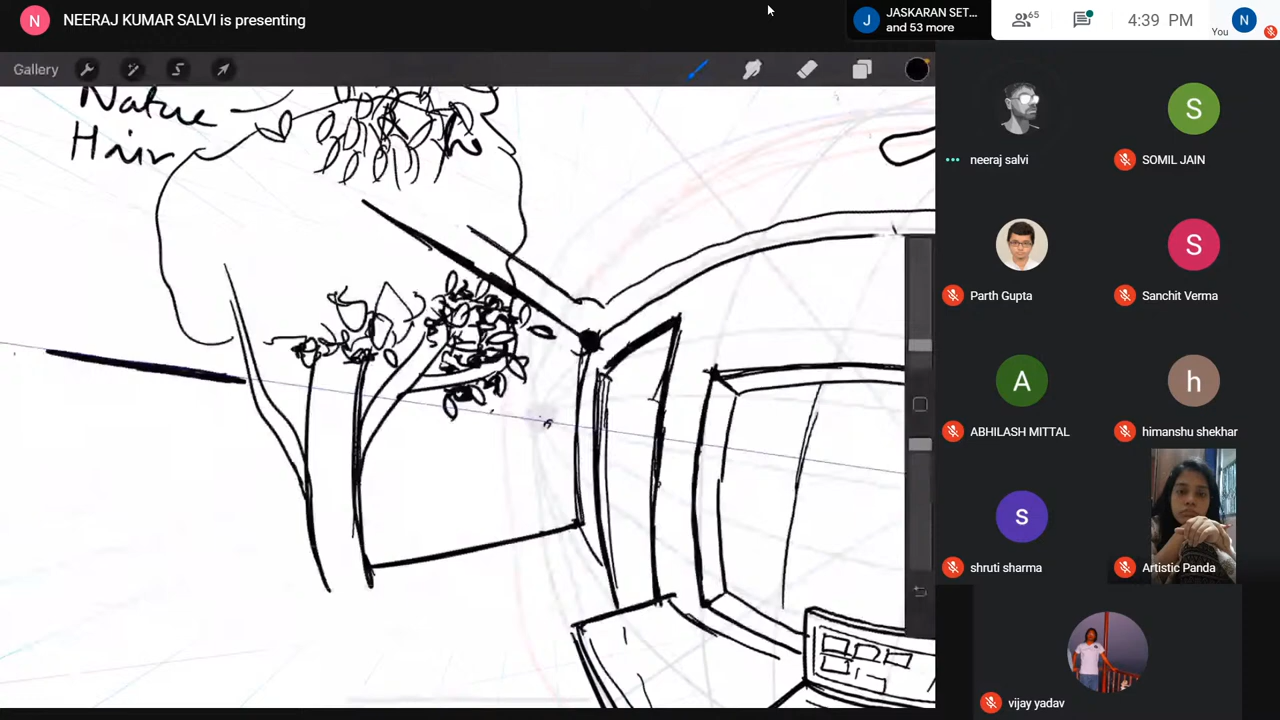 NEERAJ KUMAR SALVI is presenting
N
J
JASKARAN SET...
and 53 more
65
4:39 PM
You
N
Gallery
Nature
Hair
neeraj salvi
S
SOMIL JAIN
Parth Gupta
S
Sanchit Verma
A
ABHILASH MITTAL
h
himanshu shekhar
s
shruti sharma
Artistic Panda
vijay yadav